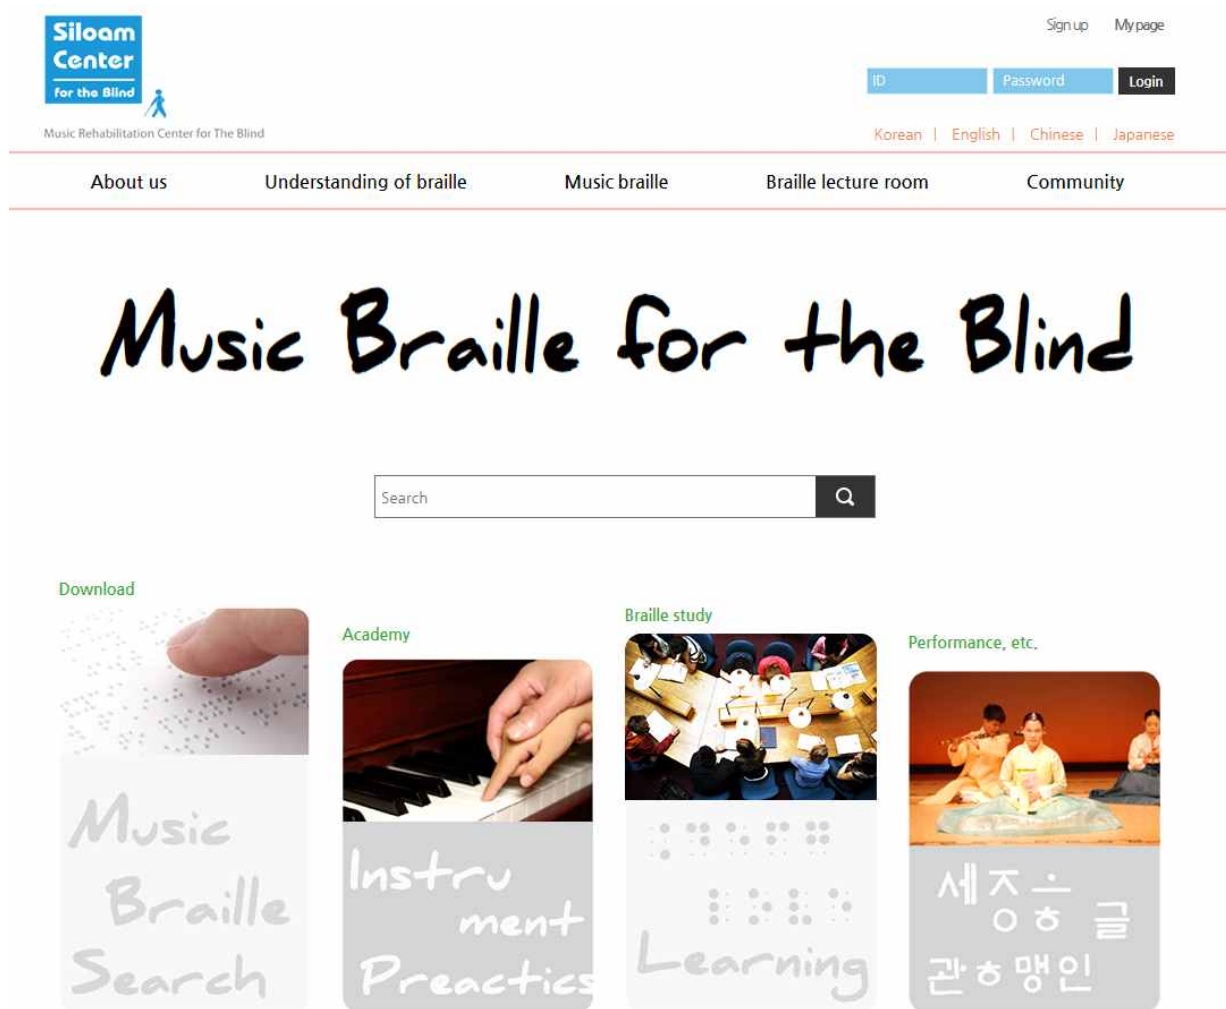 Siloam
Center
for the Blind
Music Rehabilitation Center for The Blind
Sign up My page
ID Password Login
Korean | English | Chinese | Japanese
About us Understanding of braille Music braille Braille lecture room Community
Music Braille for the Blind
Search
Download
Music
Braille
Search
Academy
Instru
ment
Preactics
Braille study
Learning
Performance, etc.
세종ㅎ글
관ㅎ맹인